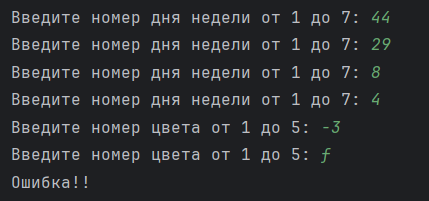 Введите номер дня недели от 1 до 7: 44
Введите номер дня недели от 1 до 7: 29
Введите номер дня недели от 1 до 7: 8
Введите номер дня недели от 1 до 7: 4
Введите номер цвета от 1 до 5: -3
Введите номер цвета от 1 до 5: f
Ошибка!!